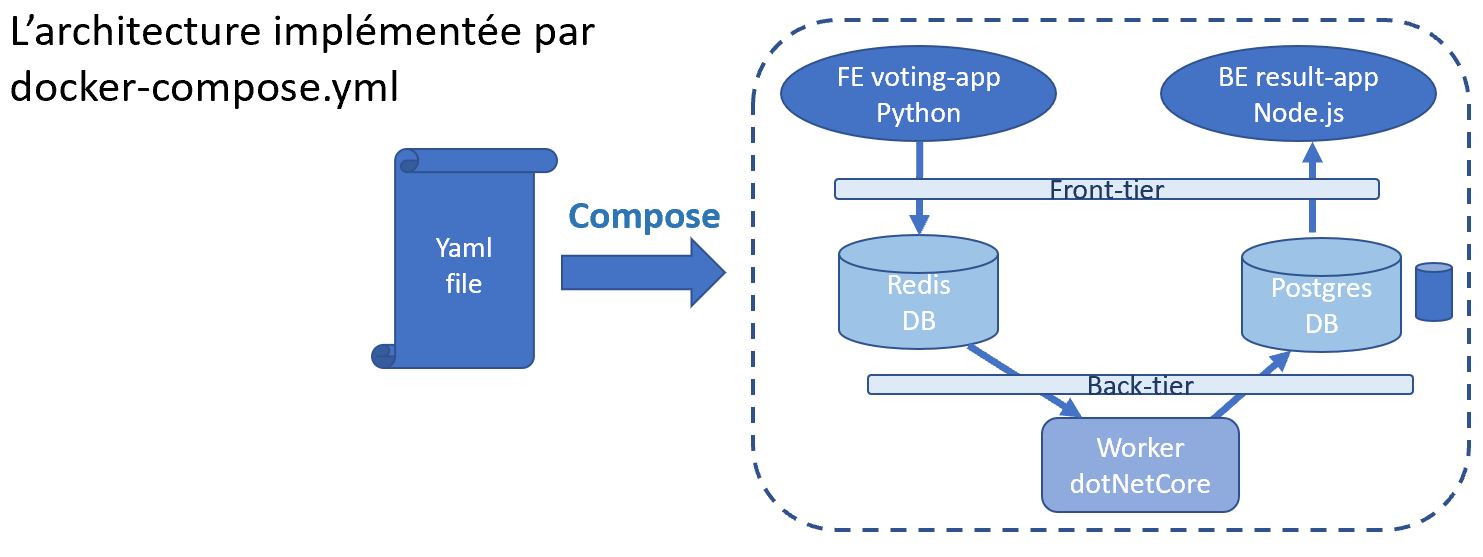 L’architecture implémentée par
docker-compose.yml
Yaml
file
Compose
FE voting-app
Python
BE result-app
Node.js
Front-tier
Redis
DB
Postgres
DB
Back-tier
Worker
dotNetCore